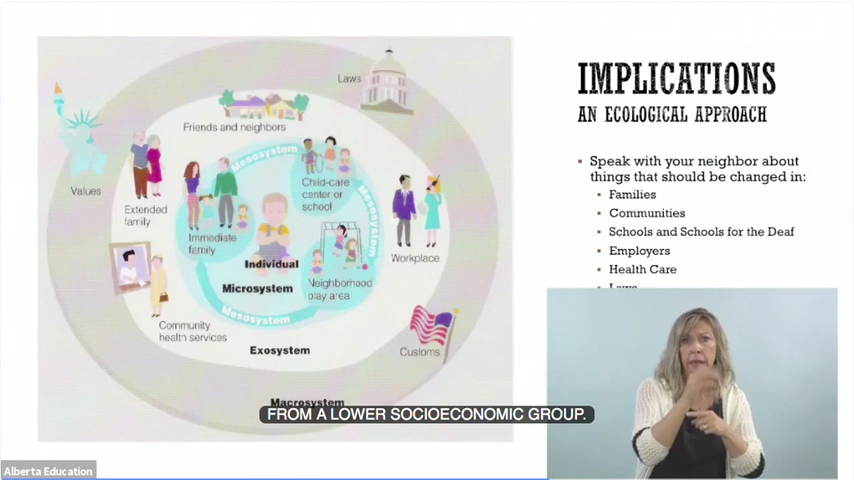 IMPLICATIONS
AN ECOLOGICAL APPROACH
Speak with your neighbor about
things that should be changed in:
Families
Communities
Schools and Schools for the Deaf
Employers
Health Care
Laws
Laws
Friends and neighbors
Values
Extended
family
Mesosystem
Child-care
center or
school
Mesosystem
Immediate
family
Individual
Microsystem
Neighborhood
play area
Workplace
Mesosystem
Community
health services
Exosystem
Customs
Macrosystem
FROM A LOWER SOCIOECONOMIC GROUP.
Alberta Education